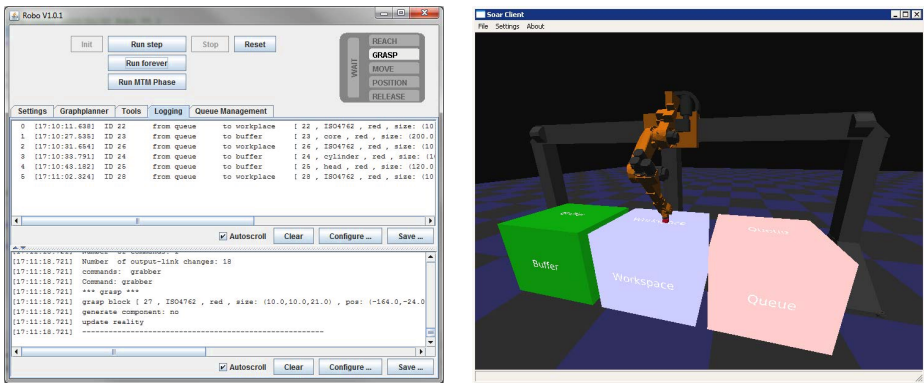 Robo V1.0.1
Init Run step Stop Reset
Run forever
Run MTM Phase
WAIT
REACH
GRASP
MOVE
POSITION
RELEASE
Settings Graphplanner Tools Logging Queue Management
0 [17:10:11.638] ID 22 from queue to workplace [ 22 , ISO4762 , red , size: (10
1 [17:10:27.535] ID 23 from queue to buffer [ 23 , core , red , size: (200.0
2 [17:10:31.654] ID 26 from queue to workplace [ 26 , ISO4762 , red , size: (10
3 [17:10:33.791] ID 24 from queue to buffer [ 24 , cylinder , red , size: (1
4 [17:10:43.182] ID 25 from queue to buffer [ 25 , head , red , size: (120.0
5 [17:11:02.324] ID 28 from queue to workplace [ 28 , ISO4762 , red , size: (10
Autoscroll Clear Configure ... Save ...
[17:11:18.721] Number of output-link changes: 18
[17:11:18.721] commands: grabber
[17:11:18.721] Command: grabber
[17:11:18.721] *** grasp ***
[17:11:18.721] grasp block [ 27 , ISO4762 , red , size: (10.0,10.0,21.0) , pos: (-164.0,-24.0
[17:11:18.721] generate component: no
[17:11:18.721] update reality
[17:11:18.721] ----------------------------------------------------------
Autoscroll Clear Configure ... Save ...
Soar Client
File Settings About
Buffer
Workspace
Queue
Buffer
Workspace
Queue